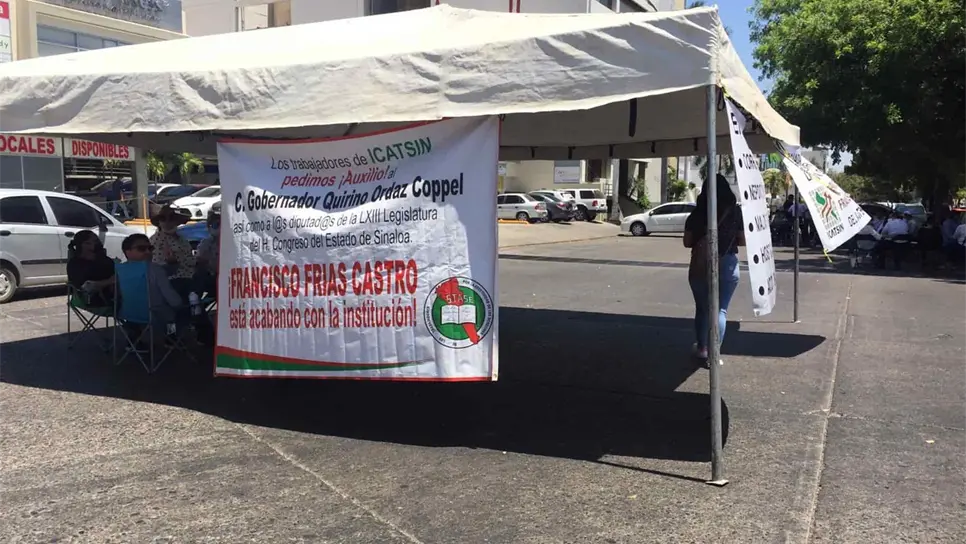 LOCALES DISPONIBLES
Los trabajadores de ICATSIN
pedimos ¡Auxilio! al
C. Gobernador Quirino Ordaz Coppel
así como a l@s diputad@s de la LXIII Legislatura
del H. Congreso del Estado de Sinaloa.
¡FRANCISCO FRIAS CASTRO
esta acabando con la institución!
STASE